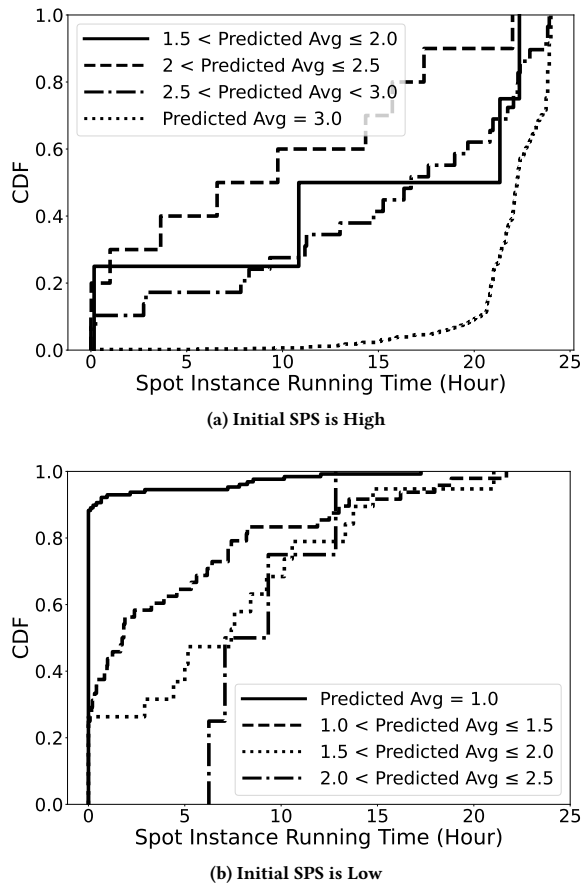 1.0
0.8
0.6
0.4
0.2
0.0
CDF
1.5 < Predicted Avg ≤ 2.0
2 < Predicted Avg ≤ 2.5
2.5 < Predicted Avg < 3.0
Predicted Avg = 3.0
0 5 10 15 20 25
Spot Instance Running Time (Hour)
(a) Initial SPS is High
1.0
0.8
0.6
0.4
0.2
0.0
CDF
Predicted Avg = 1.0
1.0 < Predicted Avg ≤ 1.5
1.5 < Predicted Avg ≤ 2.0
2.0 < Predicted Avg ≤ 2.5
0 5 10 15 20 25
Spot Instance Running Time (Hour)
(b) Initial SPS is Low